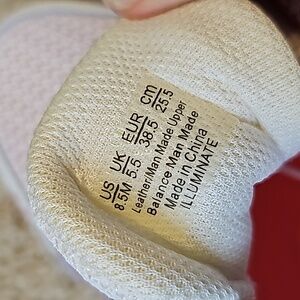 US UK EUR cm
8.5M 5.5 38.5 25.5
Leather/Man Made Upper
Balance Man Made
Made in China
ILLUMINATE